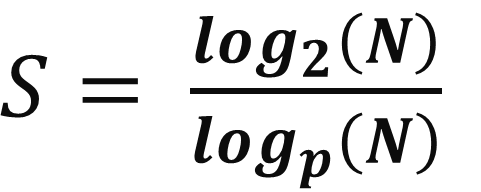 S = log₂(N) / logₚ(N)